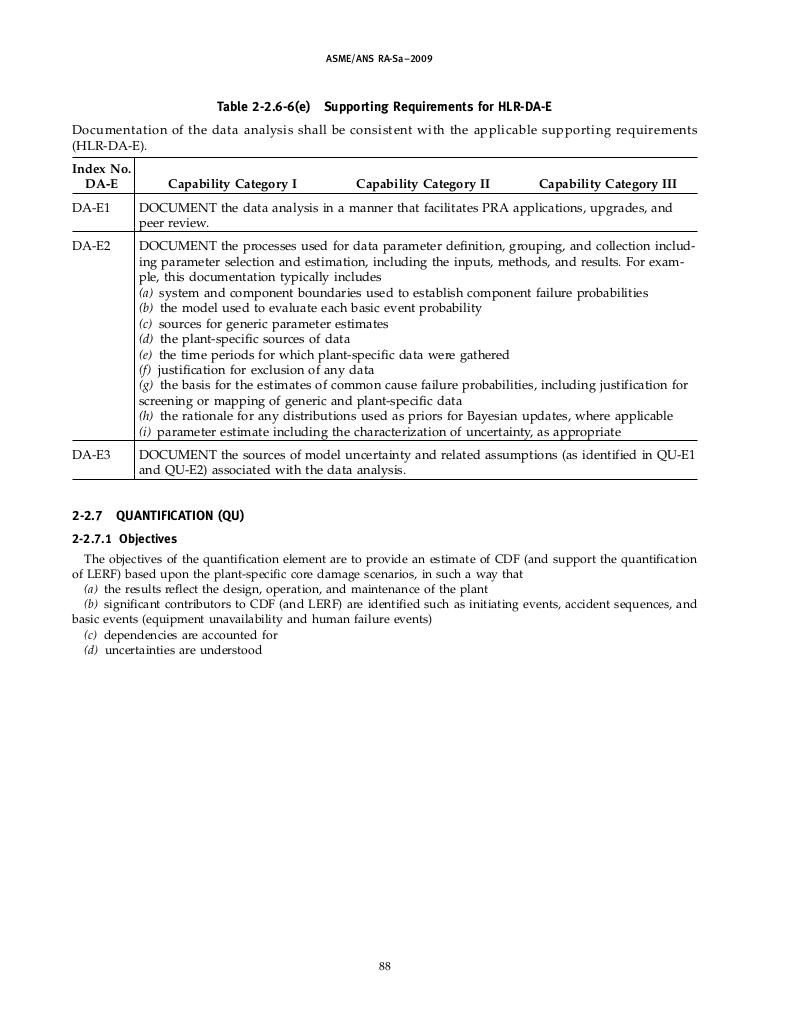 ASME/ANS RA-Sa–2009
Table 2-2.6-6(e) Supporting Requirements for HLR-DA-E
Documentation of the data analysis shall be consistent with the applicable supporting requirements
(HLR-DA-E).
Index No.
DA-E Capability Category I Capability Category II Capability Category III
DA-E1 DOCUMENT the data analysis in a manner that facilitates PRA applications, upgrades, and
peer review.
DA-E2 DOCUMENT the processes used for data parameter definition, grouping, and collection includ-
ing parameter selection and estimation, including the inputs, methods, and results. For exam-
ple, this documentation typically includes
(a) system and component boundaries used to establish component failure probabilities
(b) the model used to evaluate each basic event probability
(c) sources for generic parameter estimates
(d) the plant-specific sources of data
(e) the time periods for which plant-specific data were gathered
(f) justification for exclusion of any data
(g) the basis for the estimates of common cause failure probabilities, including justification for
screening or mapping of generic and plant-specific data
(h) the rationale for any distributions used as priors for Bayesian updates, where applicable
(i) parameter estimate including the characterization of uncertainty, as appropriate
DA-E3 DOCUMENT the sources of model uncertainty and related assumptions (as identified in QU-E1
and QU-E2) associated with the data analysis.
2-2.7 QUANTIFICATION (QU)
2-2.7.1 Objectives
The objectives of the quantification element are to provide an estimate of CDF (and support the quantification
of LERF) based upon the plant-specific core damage scenarios, in such a way that
(a) the results reflect the design, operation, and maintenance of the plant
(b) significant contributors to CDF (and LERF) are identified such as initiating events, accident sequences, and
basic events (equipment unavailability and human failure events)
(c) dependencies are accounted for
(d) uncertainties are understood
88